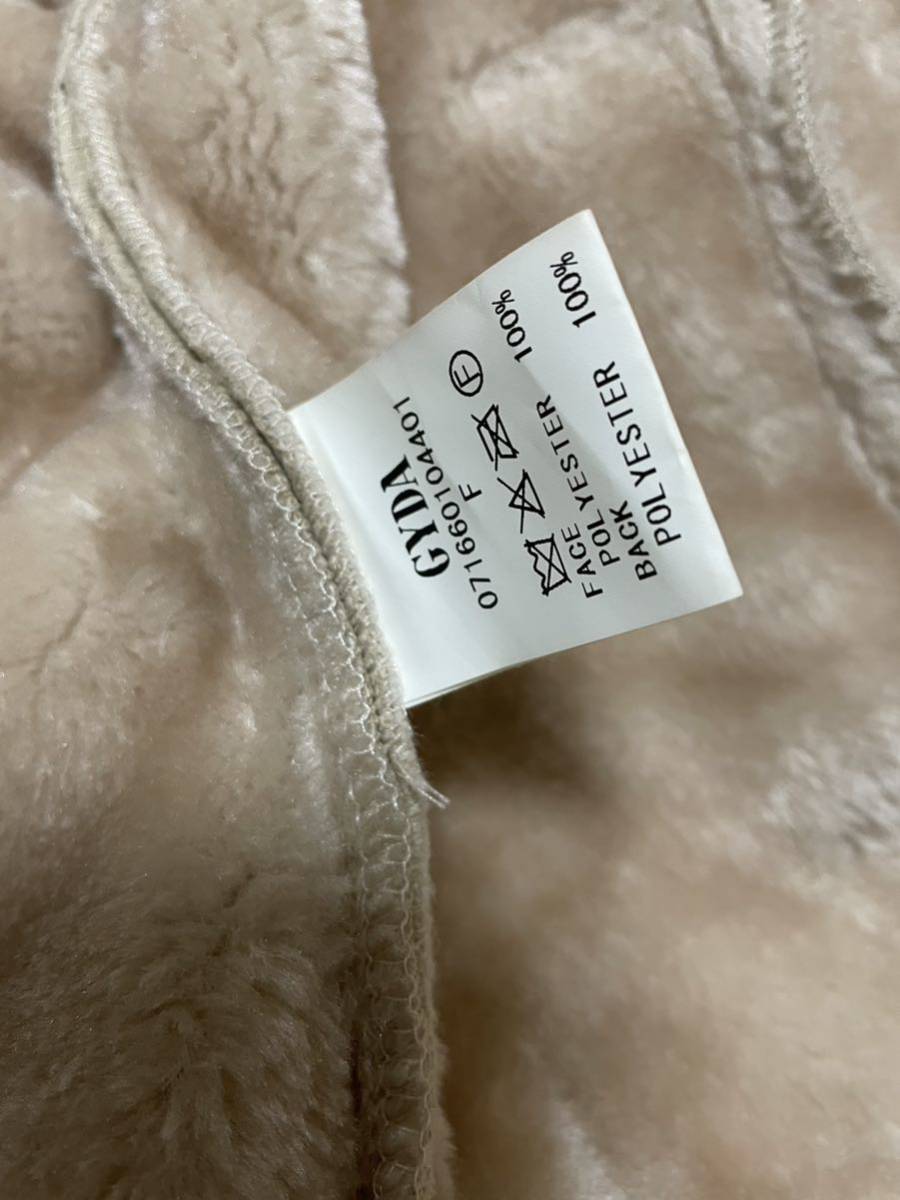 GYDA
071660104401
F
F
FACE
POLYESTER 100%
BACK
POLYESTER 100%